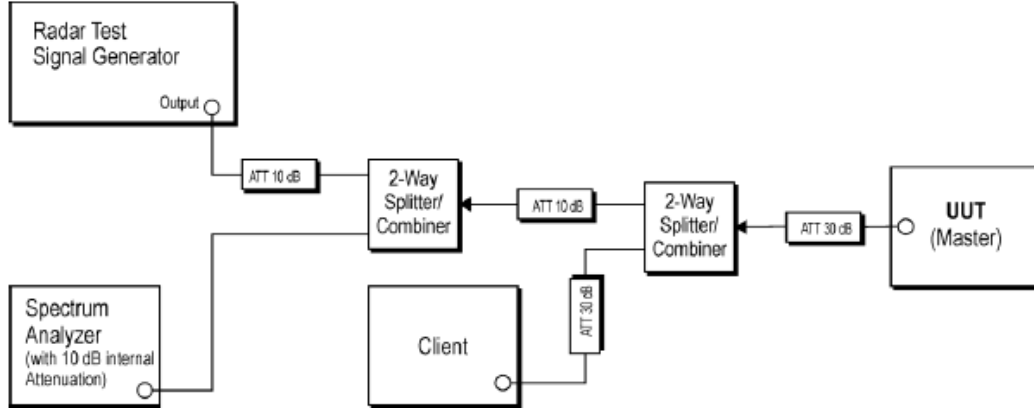 Radar Test
Signal Generator
Output
ATT 10 dB
2-Way
Splitter/
Combiner
ATT 10 dB
2-Way
Splitter/
Combiner
ATT 30 dB
UUT
(Master)
Spectrum
Analyzer
(with 10 dB internal
Attenuation)
Client
ATT 30 dB